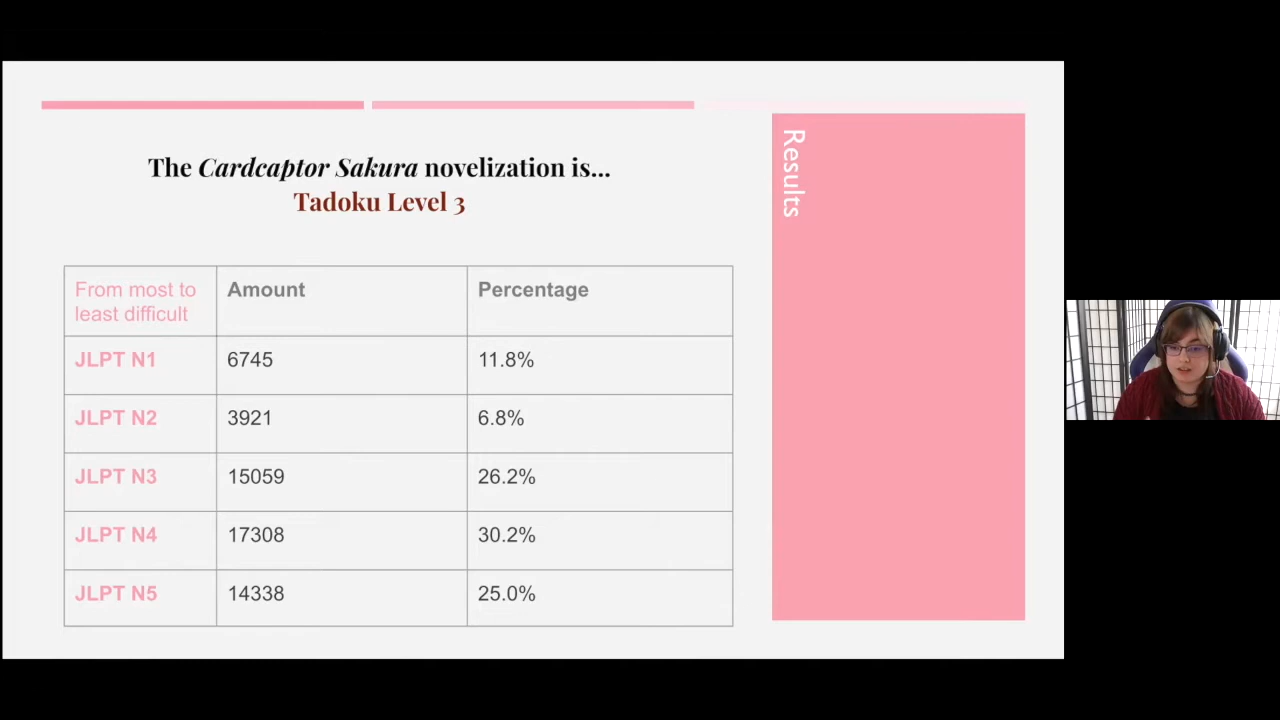 The Cardcaptor Sakura novelization is...
Tadoku Level 3
From most to
least difficult
Amount
Percentage
JLPT N1
6745
11.8%
JLPT N2
3921
6.8%
JLPT N3
15059
26.2%
JLPT N4
17308
30.2%
JLPT N5
14338
25.0%
Results